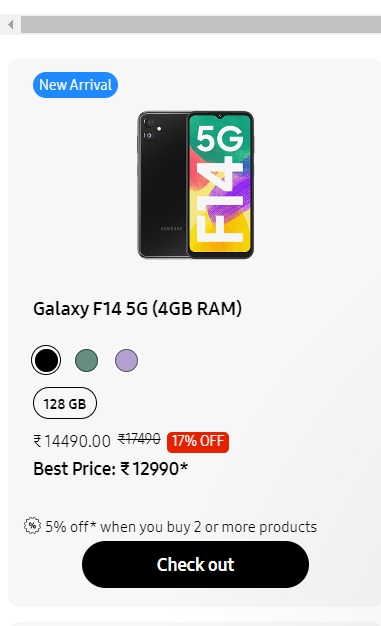 New Arrival
5G
F14
SAMSUNG
Galaxy F14 5G (4GB RAM)
128 GB
₹ 14490.00 ₹17490 17% OFF
Best Price: ₹ 12990*
% 5% off* when you buy 2 or more products
Check out